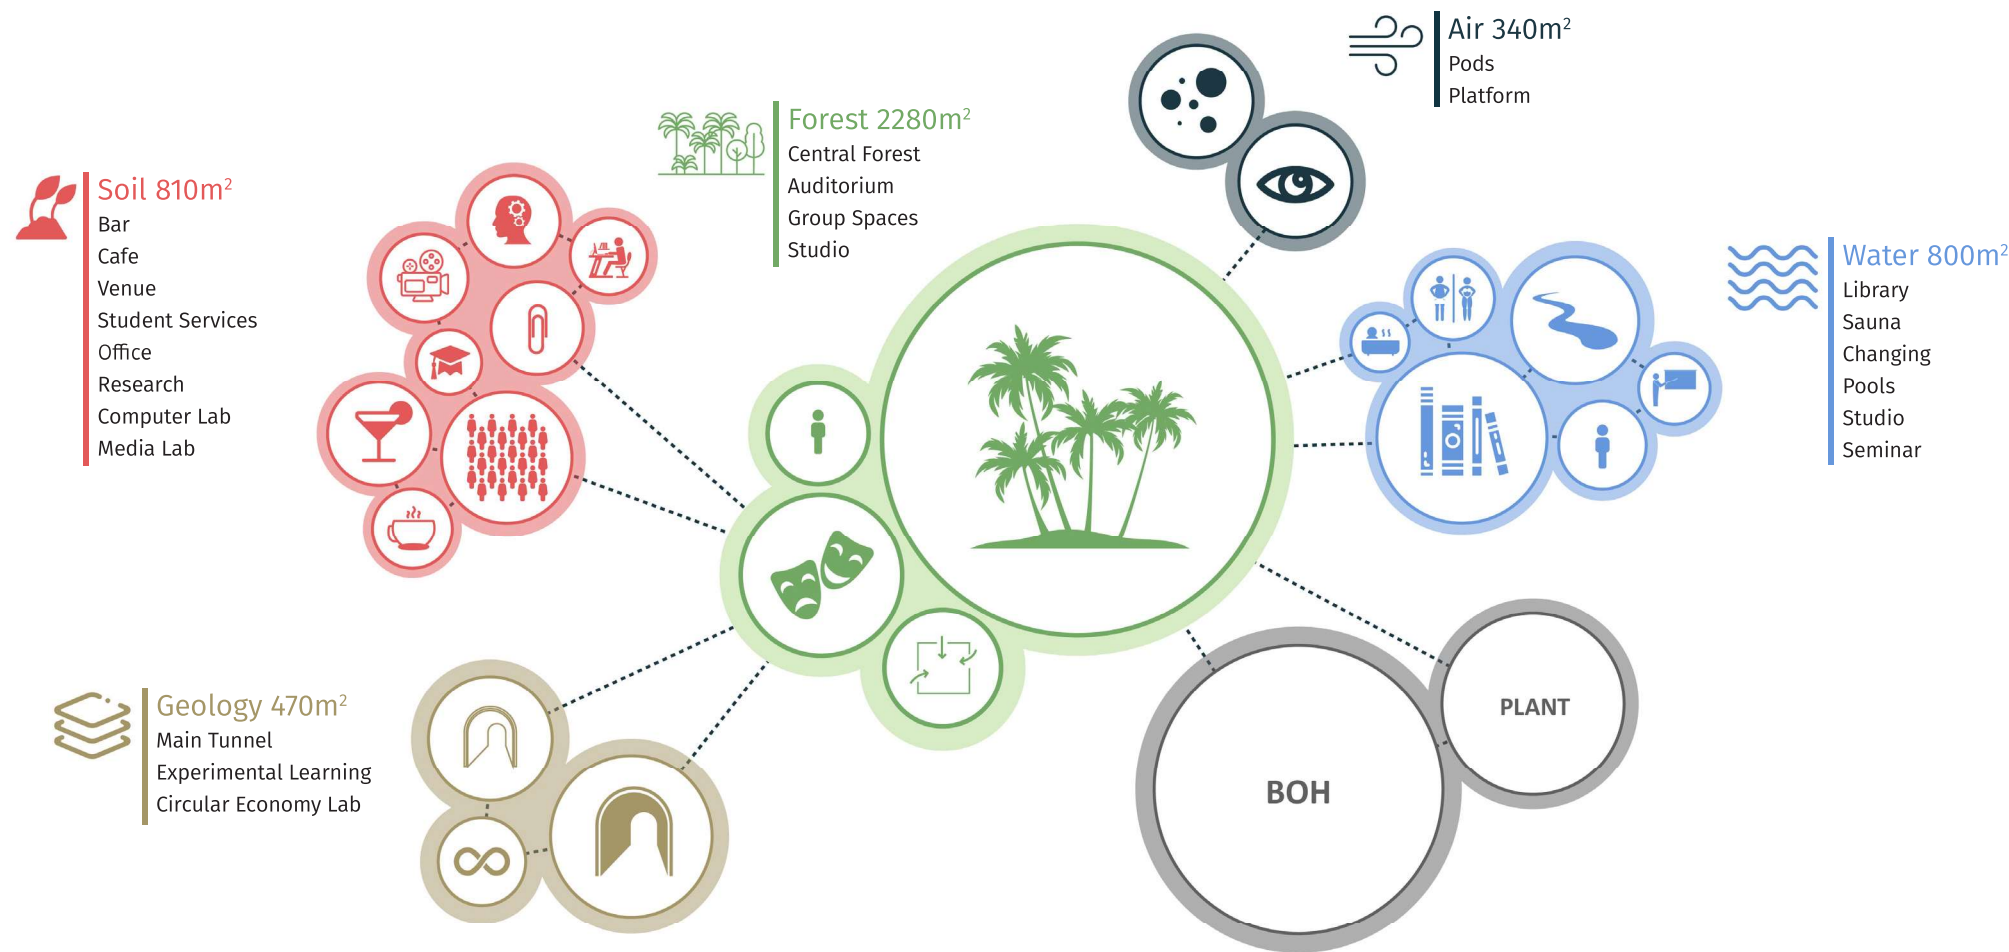 Air 340m²
Pods
Platform
Forest 2280m²
Central Forest
Auditorium
Group Spaces
Studio
Soil 810m²
Bar
Cafe
Venue
Student Services
Office
Research
Computer Lab
Media Lab
Water 800m²
Library
Sauna
Changing
Pools
Studio
Seminar
Geology 470m²
Main Tunnel
Experimental Learning
Circular Economy Lab
PLANT
BOH